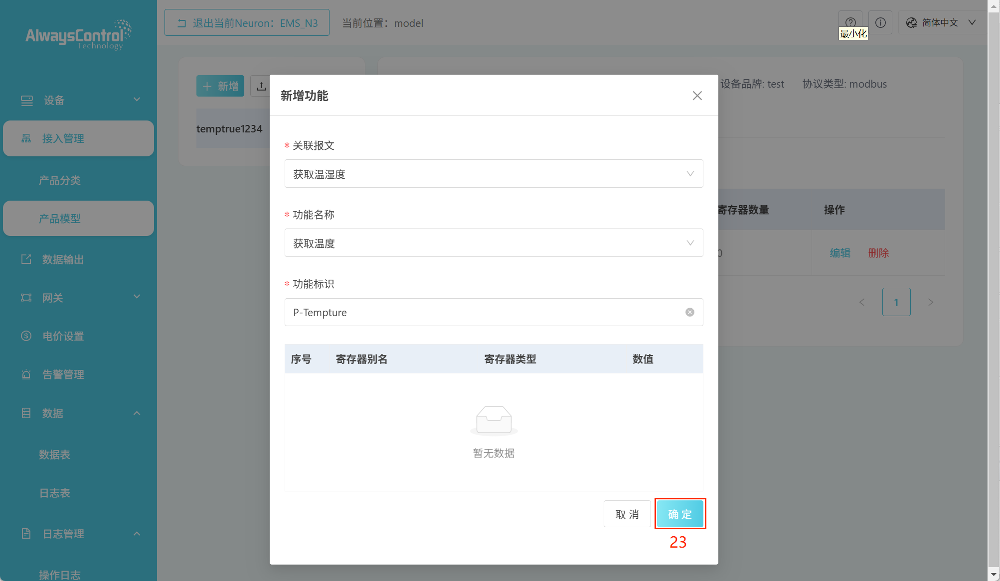 AlwaysControl
Technology
退出当前Neuron：EMS_N3
当前位置：model
简体中文
最小化
设备
接入管理
产品分类
产品模型
数据输出
网关
电价设置
告警管理
数据
数据表
日志表
日志管理
操作日志
新增
temptrue1234
设备品牌: test
协议类型: modbus
寄存器数量
操作
0
编辑
删除
1
新增功能
* 关联报文
获取温湿度
* 功能名称
获取温度
* 功能标识
P-Tempture
序号
寄存器别名
寄存器类型
数值
暂无数据
取 消
确 定
23